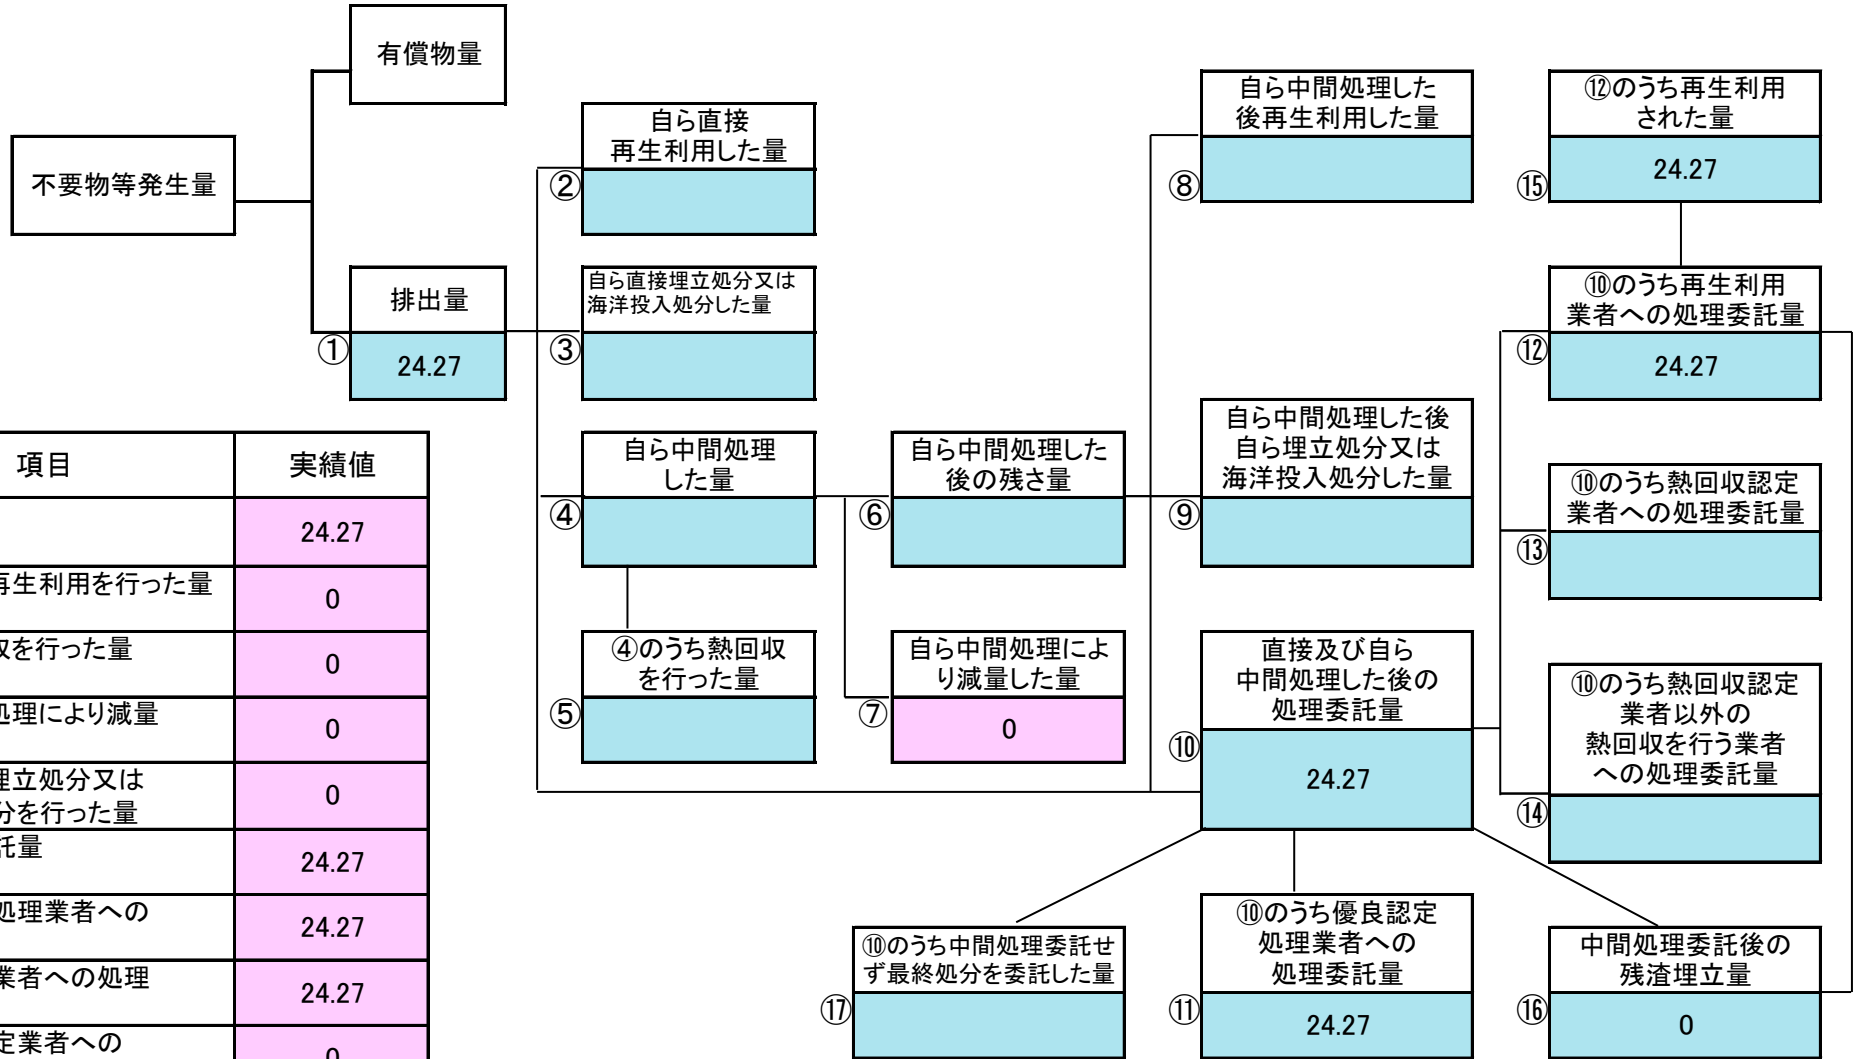 有償物量
不要物等発生量
排出量
①
24.27
自ら直接
再生利用した量
②
自ら直接埋立処分又は
海洋投入処分した量
③
自ら中間処理
した量
④
④のうち熱回収
を行った量
⑤
自ら中間処理した
後の残さ量
⑥
自ら中間処理によ
り減量した量
⑦
0
自ら中間処理した
後再生利用した量
⑧
自ら中間処理した後
自ら埋立処分又は
海洋投入処分した量
⑨
直接及び自ら
中間処理した後の
処理委託量
⑩
24.27
⑩のうち優良認定
処理業者への
処理委託量
⑪
24.27
⑫のうち再生利用
された量
⑮
24.27
⑩のうち再生利用
業者への処理委託量
⑫
24.27
⑩のうち熱回収認定
業者への処理委託量
⑬
⑩のうち熱回収認定
業者以外の
熱回収を行う業者
への処理委託量
⑭
中間処理委託後の
残渣埋立量
⑯
0
⑩のうち中間処理委託せ
ず最終処分を委託した量
⑰
項目 実績値
24.27
再生利用を行った量 0
を行った量 0
処理により減量 0
埋立処分又は
分を行った量
0
託量 24.27
処理業者への 24.27
業者への処理 24.27
定業者への 0